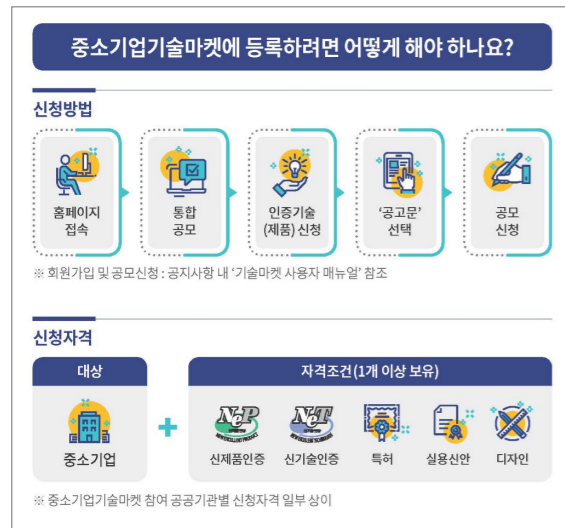 중소기업기술마켓에 등록하려면 어떻게 해야 하나요?
신청방법
홈페이지
접속
통합
공모
인증기술
(제품) 신청
‘공고문’
선택
공모
신청
※ 회원가입 및 공모신청 : 공지사항 내 ‘기술마켓 사용자 매뉴얼’ 참조
신청자격
대상
중소기업
+
자격조건(1개 이상 보유)
NeP
NEW EXCELLENT PRODUCT
신제품인증
NeT
NEW EXCELLENT TECHNOLOGY
신기술인증
특허
실용신안
디자인
※ 중소기업기술마켓 참여 공공기관별 신청자격 일부 상이